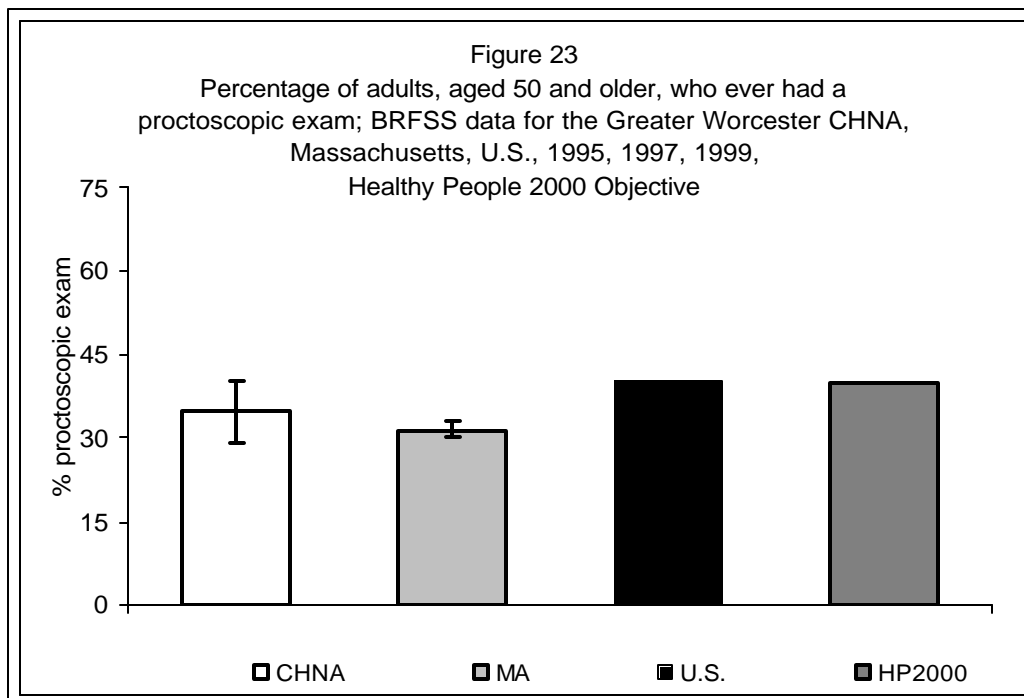 Figure 23
Percentage of adults, aged 50 and older, who ever had a
proctoscopic exam; BRFSS data for the Greater Worcester CHNA,
Massachusetts, U.S., 1995, 1997, 1999,
Healthy People 2000 Objective
% proctoscopic exam
75
60
45
30
15
0
CHNA MA U.S. HP2000